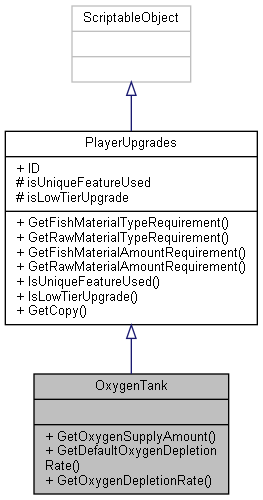 ScriptableObject
PlayerUpgrades
+ ID
# isUniqueFeatureUsed
# isLowTierUpgrade
+ GetFishMaterialTypeRequirement()
+ GetRawMaterialTypeRequirement()
+ GetFishMaterialAmountRequirement()
+ GetRawMaterialAmountRequirement()
+ IsUniqueFeatureUsed()
+ IsLowTierUpgrade()
+ GetCopy()
OxygenTank
+ GetOxygenSupplyAmount()
+ GetDefaultOxygenDepletion
Rate()
+ GetOxygenDepletionRate()